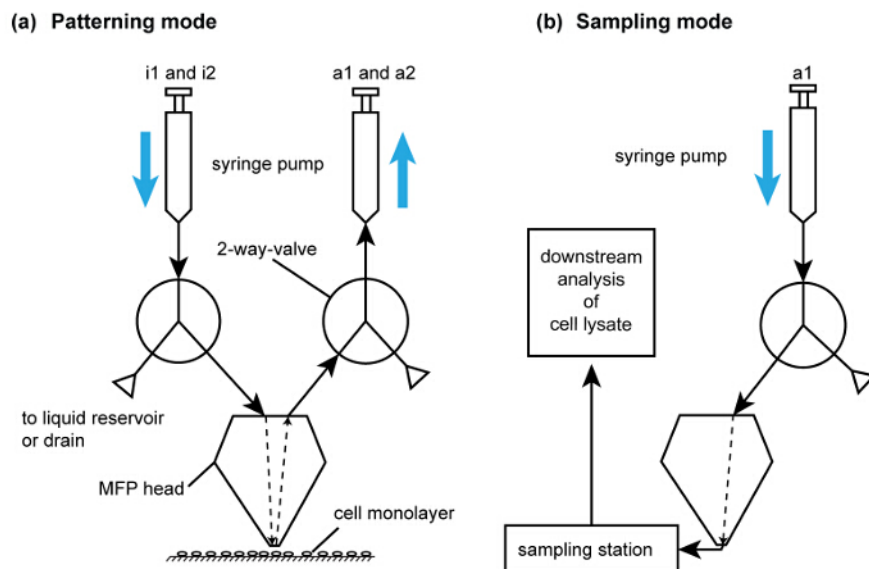 (a) Patterning mode
i1 and i2
a1 and a2
syringe pump
2-way-valve
to liquid reservoir
or drain
MFP head
cell monolayer
(b) Sampling mode
a1
syringe pump
downstream
analysis
of
cell lysate
sampling station